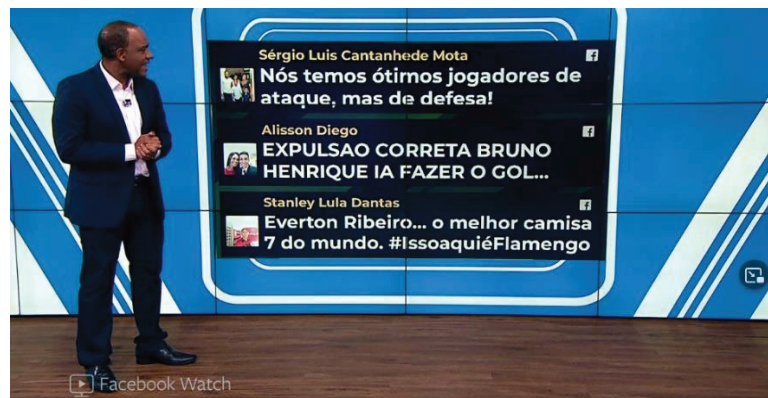 Sérgio Luis Cantanhede Mota
Nós temos ótimos jogadores de
ataque, mas de defesa!
Alisson Diego
EXPULSAO CORRETA BRUNO
HENRIQUE IA FAZER O GOL...
Stanley Lula Dantas
Everton Ribeiro... o melhor camisa
7 do mundo. #IssoaquiéFlamengo
Facebook Watch